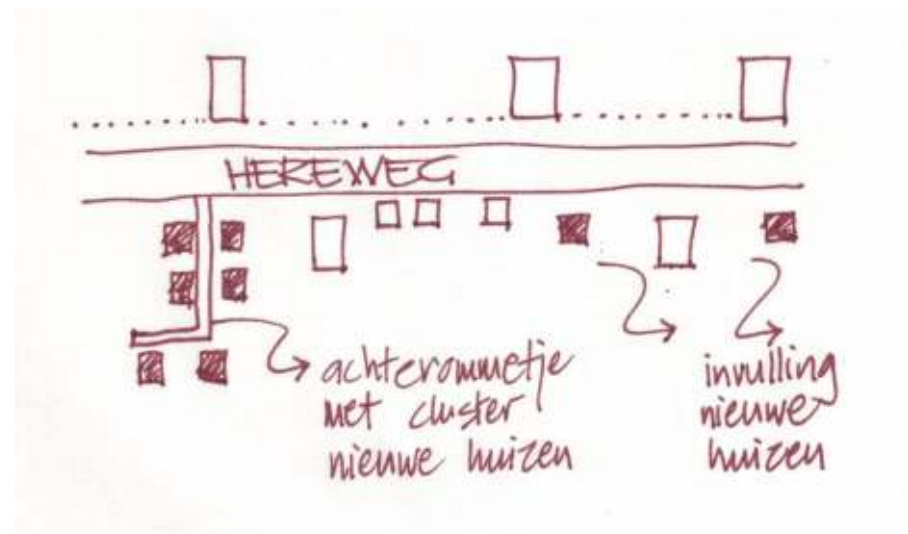 HEREWEG
achterommetje
met cluster
nieuwe huizen
invulling
nieuwe
huizen